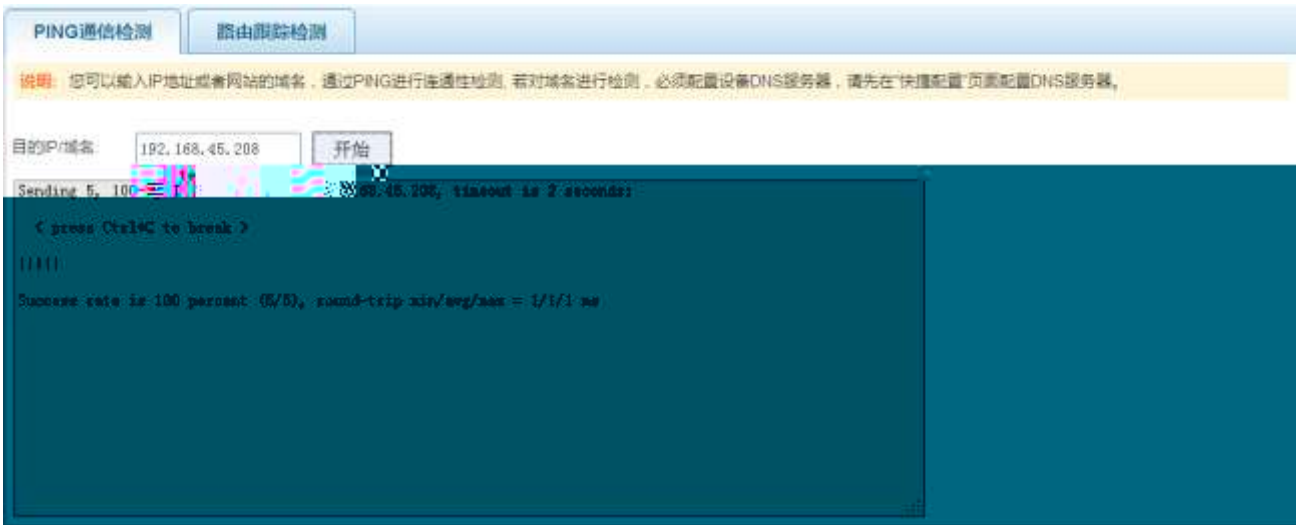 PING通信检测
路由跟踪检测
说明: 您可以输入IP地址或者网站的域名，通过PING进行连通性检测, 若对域名进行检测，必须配置设备DNS服务器，请先在"快捷配置"页面配置DNS服务器。
目的IP/域名
192.168.45.208
开始
Sending 5, 100- 68.45.208, timeout is 2 seconds:
< press Ctrl+C to break >
!!!!!
Success rate is 100 percent (5/5), round-trip min/avg/max = 1/1/1 ms